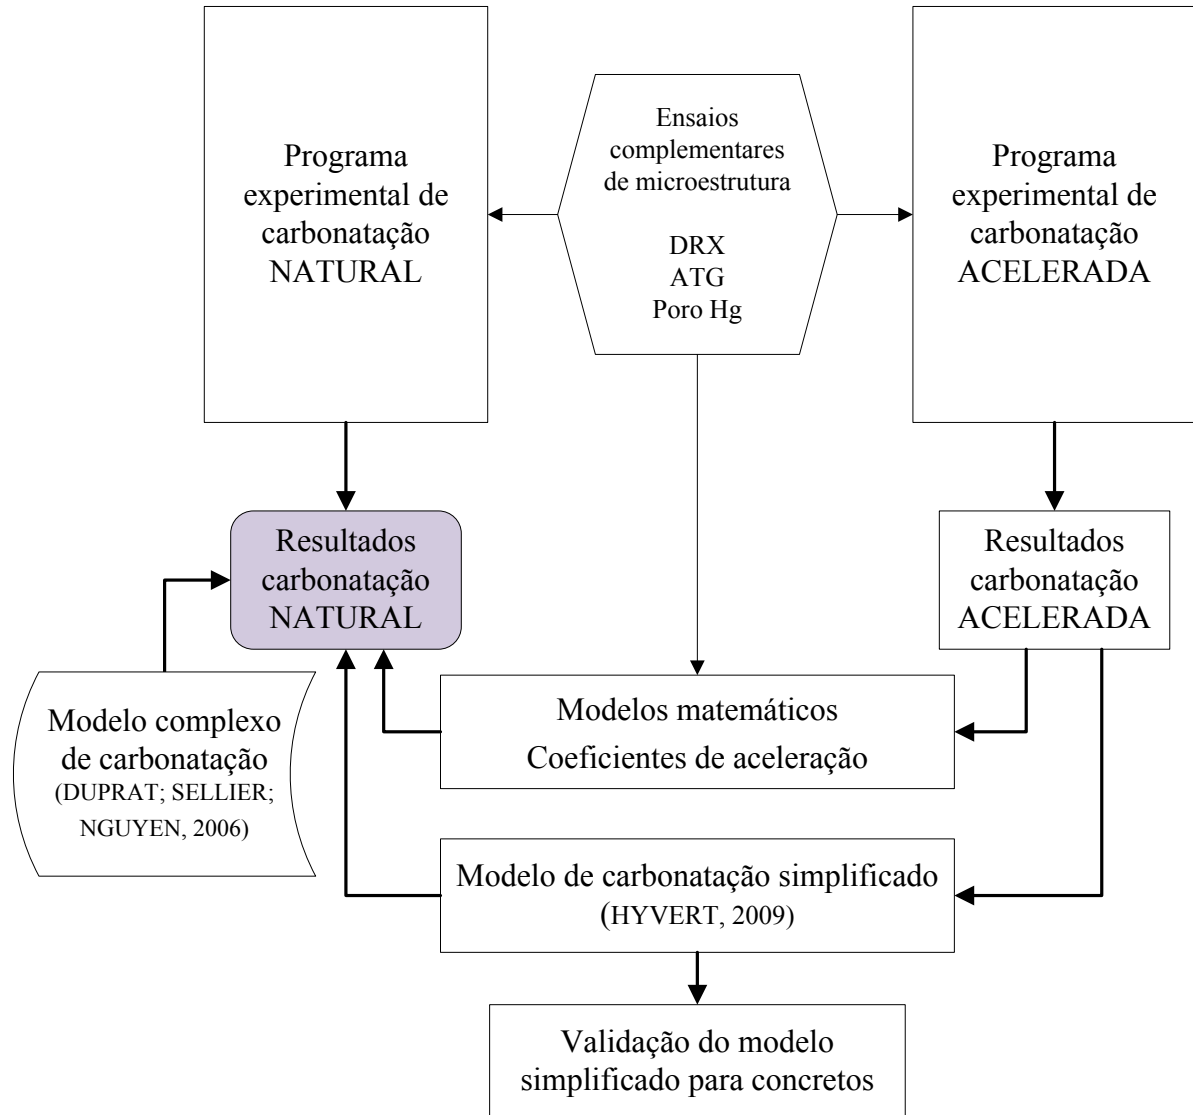 Programa
experimental de
carbonatação
NATURAL
Ensaios
complementares
de microestrutura
DRX
ATG
Poro Hg
Programa
experimental de
carbonatação
ACELERADA
Resultados
carbonatação
NATURAL
Resultados
carbonatação
ACELERADA
Modelo complexo
de carbonatação
(DUPRAT; SELLIER;
NGUYEN, 2006)
Modelos matemáticos
Coeficientes de aceleração
Modelo de carbonatação simplificado
(HYVERT, 2009)
Validação do modelo
simplificado para concretos